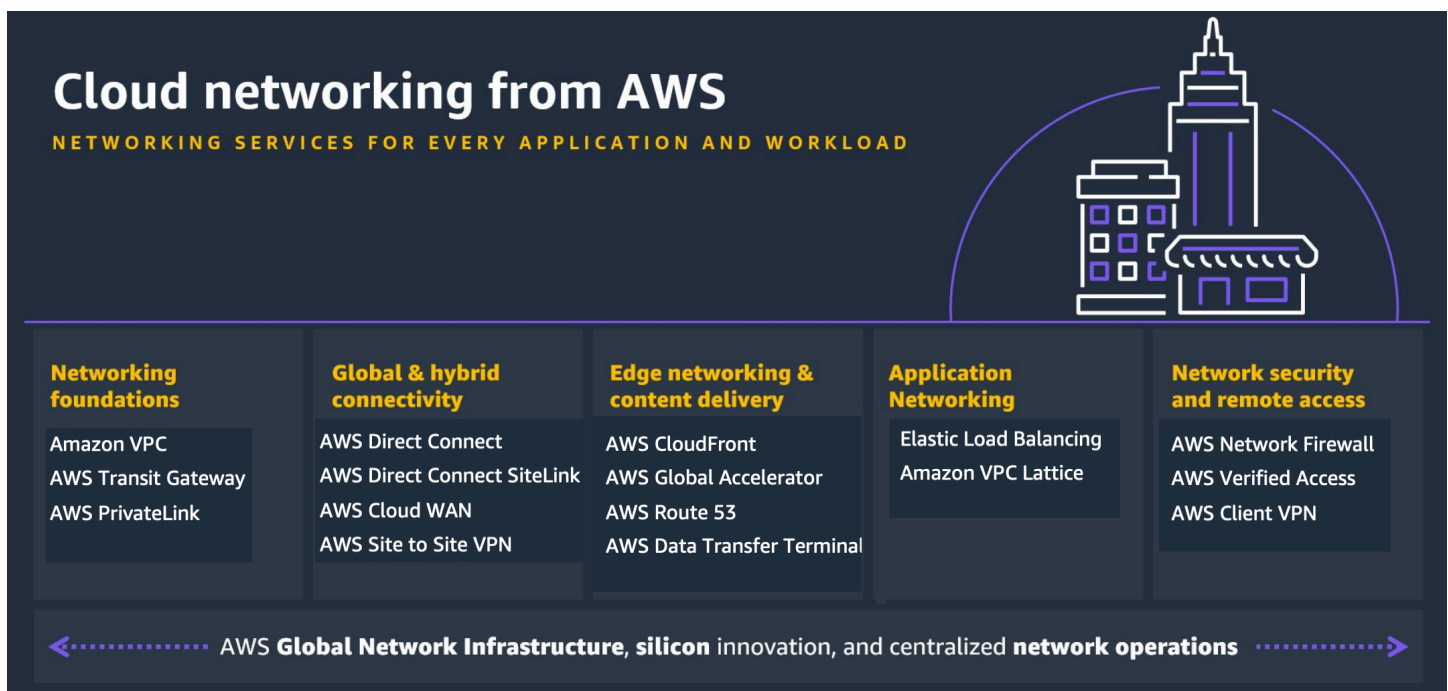 Cloud networking from AWS
NETWORKING SERVICES FOR EVERY APPLICATION AND WORKLOAD
Networking
foundations
Amazon VPC
AWS Transit Gateway
AWS PrivateLink
Global & hybrid
connectivity
AWS Direct Connect
AWS Direct Connect SiteLink
AWS Cloud WAN
AWS Site to Site VPN
Edge networking &
content delivery
AWS CloudFront
AWS Global Accelerator
AWS Route 53
AWS Data Transfer Terminal
Application
Networking
Elastic Load Balancing
Amazon VPC Lattice
Network security
and remote access
AWS Network Firewall
AWS Verified Access
AWS Client VPN
AWS Global Network Infrastructure, silicon innovation, and centralized network operations